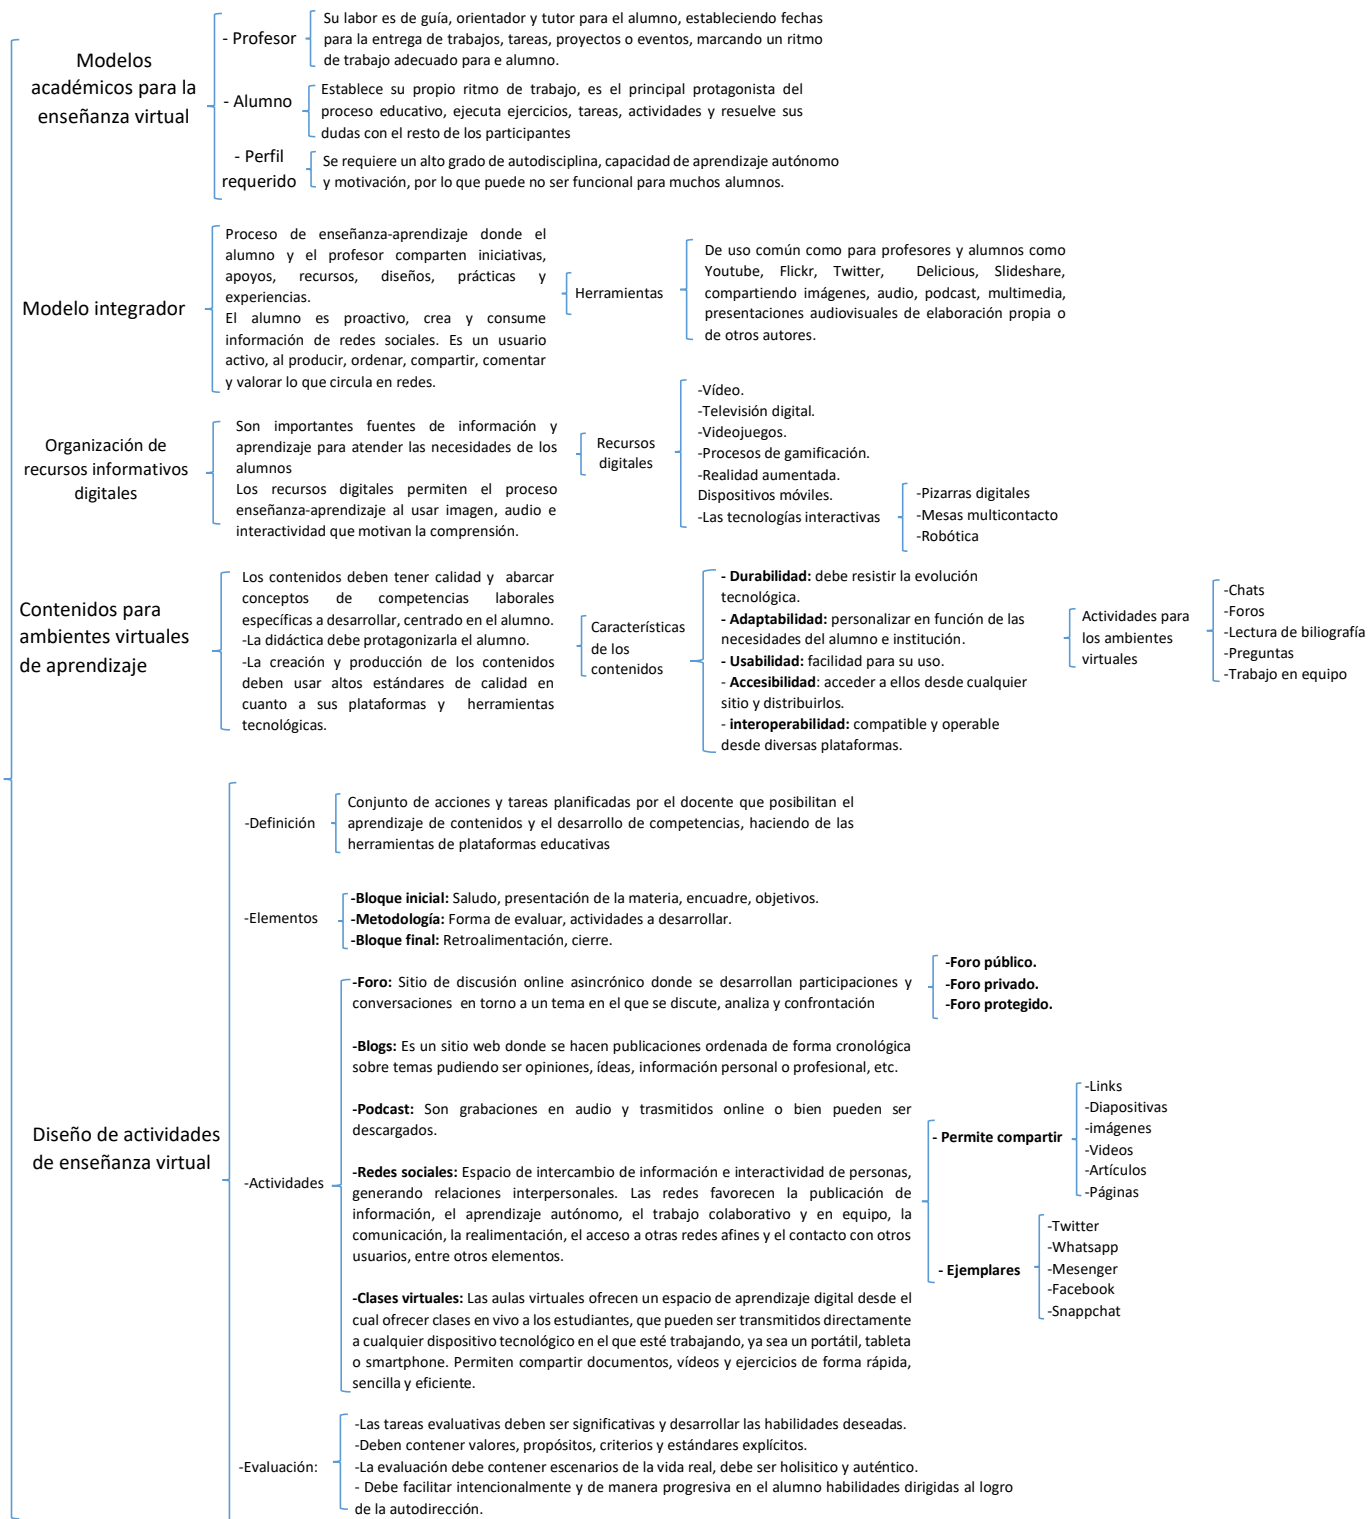 Modelos
académicos para la
enseñanza virtual
- Profesor
Su labor es de guía, orientador y tutor para el alumno, estableciendo fechas
para la entrega de trabajos, tareas, proyectos o eventos, marcando un ritmo
de trabajo adecuado para e alumno.
- Alumno
Establece su propio ritmo de trabajo, es el principal protagonista del
proceso educativo, ejecuta ejercicios, tareas, actividades y resuelve sus
dudas con el resto de los participantes
- Perfil
requerido
Se requiere un alto grado de autodisciplina, capacidad de aprendizaje autónomo
y motivación, por lo que puede no ser funcional para muchos alumnos.
Modelo integrador
Proceso de enseñanza-aprendizaje donde el
alumno y el profesor comparten iniciativas,
apoyos, recursos, diseños, prácticas y
experiencias.
El alumno es proactivo, crea y consume
información de redes sociales. Es un usuario
activo, al producir, ordenar, compartir, comentar
y valorar lo que circula en redes.
Herramientas
De uso común como para profesores y alumnos como
Youtube, Flickr, Twitter, Delicious, Slideshare,
compartiendo imágenes, audio, podcast, multimedia,
presentaciones audiovisuales de elaboración propia o
de otros autores.
Organización de
recursos informativos
digitales
Son importantes fuentes de información y
aprendizaje para atender las necesidades de los
alumnos
Los recursos digitales permiten el proceso
enseñanza-aprendizaje al usar imagen, audio e
interactividad que motivan la comprensión.
Recursos
digitales
-Vídeo.
-Televisión digital.
-Videojuegos.
-Procesos de gamificación.
-Realidad aumentada.
Dispositivos móviles.
-Las tecnologías interactivas
-Pizarras digitales
-Mesas multicontacto
-Robótica
Contenidos para
ambientes virtuales
de aprendizaje
Los contenidos deben tener calidad y abarcar
conceptos de competencias laborales
específicas a desarrollar, centrado en el alumno.
-La didáctica debe protagonizarla el alumno.
-La creación y producción de los contenidos
deben usar altos estándares de calidad en
cuanto a sus plataformas y herramientas
tecnológicas.
Características
de los
contenidos
- Durabilidad: debe resistir la evolución
tecnológica.
- Adaptabilidad: personalizar en función de las
necesidades del alumno e institución.
- Usabilidad: facilidad para su uso.
- Accesibilidad: acceder a ellos desde cualquier
sitio y distribuirlos.
- interoperabilidad: compatible y operable
desde diversas plataformas.
Actividades para
los ambientes
virtuales
-Chats
-Foros
-Lectura de biliografía
-Preguntas
-Trabajo en equipo
Diseño de actividades
de enseñanza virtual
-Definición
Conjunto de acciones y tareas planificadas por el docente que posibilitan el
aprendizaje de contenidos y el desarrollo de competencias, haciendo de las
herramientas de plataformas educativas
-Elementos
-Bloque inicial: Saludo, presentación de la materia, encuadre, objetivos.
-Metodología: Forma de evaluar, actividades a desarrollar.
-Bloque final: Retroalimentación, cierre.
-Actividades
-Foro: Sitio de discusión online asincrónico donde se desarrollan participaciones y
conversaciones en torno a un tema en el que se discute, analiza y confrontación
-Foro público.
-Foro privado.
-Foro protegido.
-Blogs: Es un sitio web donde se hacen publicaciones ordenada de forma cronológica
sobre temas pudiendo ser opiniones, ídeas, información personal o profesional, etc.
-Podcast: Son grabaciones en audio y trasmitidos online o bien pueden ser
descargados.
-Redes sociales: Espacio de intercambio de información e interactividad de personas,
generando relaciones interpersonales. Las redes favorecen la publicación de
información, el aprendizaje autónomo, el trabajo colaborativo y en equipo, la
comunicación, la realimentación, el acceso a otras redes afines y el contacto con otros
usuarios, entre otros elementos.
- Permite compartir
-Links
-Diapositivas
-imágenes
-Videos
-Artículos
-Páginas
- Ejemplares
-Twitter
-Whatsapp
-Mesenger
-Facebook
-Snappchat
-Clases virtuales: Las aulas virtuales ofrecen un espacio de aprendizaje digital desde el
cual ofrecer clases en vivo a los estudiantes, que pueden ser transmitidos directamente
a cualquier dispositivo tecnológico en el que esté trabajando, ya sea un portátil, tableta
o smartphone. Permiten compartir documentos, vídeos y ejercicios de forma rápida,
sencilla y eficiente.
-Evaluación:
-Las tareas evaluativas deben ser significativas y desarrollar las habilidades deseadas.
-Deben contener valores, propósitos, criterios y estándares explícitos.
-La evaluación debe contener escenarios de la vida real, debe ser holisitico y auténtico.
- Debe facilitar intencionalmente y de manera progresiva en el alumno habilidades dirigidas al logro
de la autodirección.